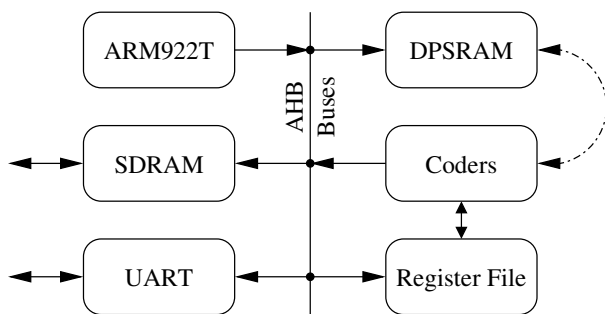 ARM922T
DPSRAM
AHB
Buses
SDRAM
Coders
UART
Register File